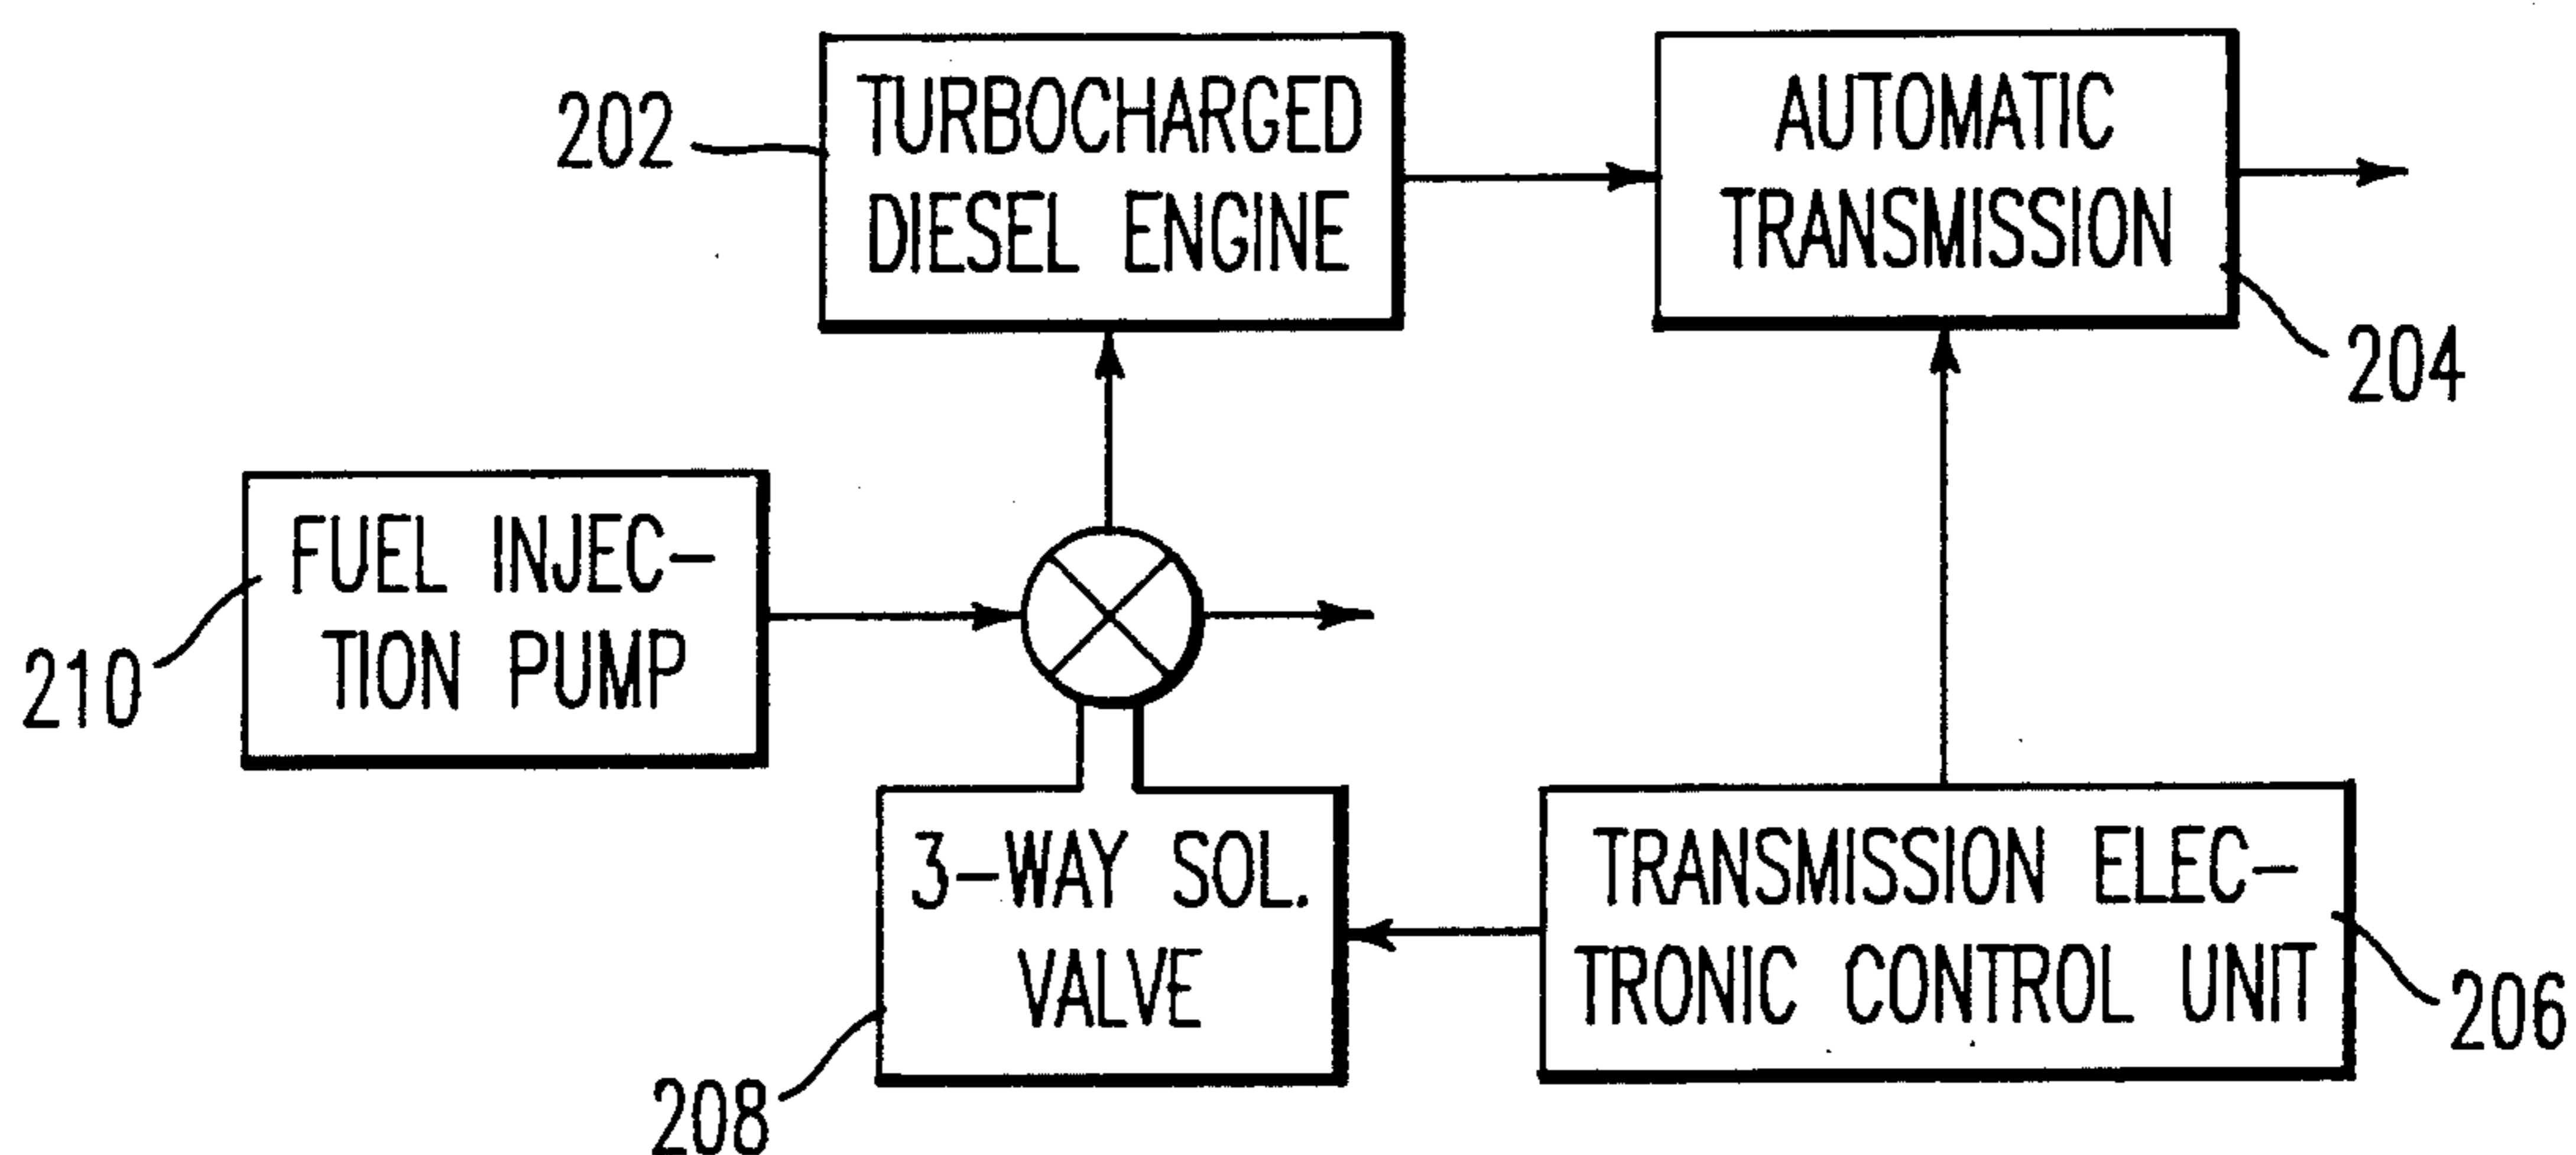 202
TURBOCHARGED
DIESEL ENGINE
AUTOMATIC
TRANSMISSION
204
FUEL INJEC-
TION PUMP
210
3-WAY SOL.
VALVE
208
TRANSMISSION ELEC-
TRONIC CONTROL UNIT
206